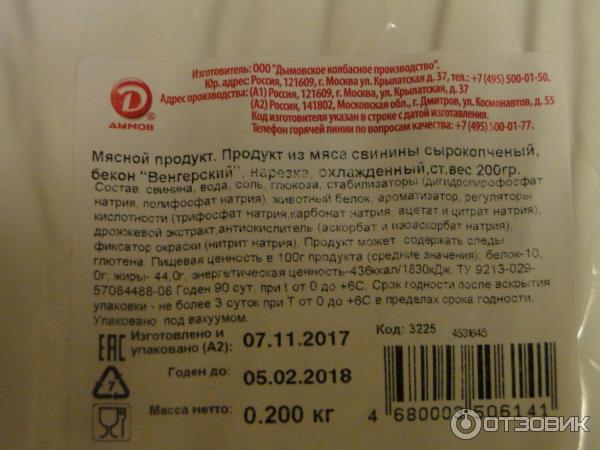 Изготовитель: ООО "Дымовское колбасное производство".
Юр. адрес: Россия, 121609, г. Москва ул. Крылатская д. 37, тел.: +7 (495) 500-01-50.
Адрес производства: (А1) Россия, 121609, г. Москва, ул. Крылатская, д. 37
(А2) Россия, 141802, Московская обл., г. Дмитров, ул. Космонавтов, д. 55
Код изготовителя указан в строке с датой изготовления.
Телефон горячей линии по вопросам качества: +7 (495) 500-01-77.
Д®
ДЫМОВ
Мясной продукт. Продукт из мяса свинины сырокопченый,
бекон "Венгерский", нарезка, охлажденный,ст.вес 200гр.
Состав: свинина, вода, соль, глюкоза, стабилизаторы (дигидропирофосфат
натрия, полифосфат натрия), животный белок, ароматизатор, регуляторы
кислотности (трифосфат натрия,карбонат натрия, ацетат и цитрат натрия),
дрожжевой экстракт,антиокислитель (аскорбат и изоаскорбат натрия),
фиксатор окраски (нитрит натрия). Продукт может содержать следы
глютена. Пищевая ценность в 100г продукта (средние значения): белок-10,
0г; жиры- 44,0г, энергетическая ценность-436ккал/1830кДж. ТУ 9213-029-
57084488-08 Годен 90 сут. при t от 0 до +6С. Срок годности после вскрытия
упаковки - не более 3 суток при Т от 0 до +6С в пределах срока годности.
Упаковано под вакуумом.
ЕАС
Изготовлено и
упаковано (А2):
07.11.2017
Код: 3225
4531645
7
Годен до:
05.02.2018
Масса нетто:
0.200 кг
4 680003 506141
ОТЗОВИК